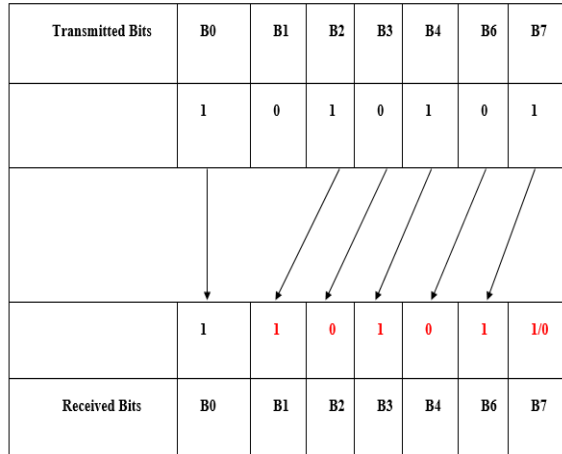 Transmitted Bits B0 B1 B2 B3 B4 B6 B7
1 0 1 0 1 0 1
1 1 0 1 0 1 1/0
Received Bits B0 B1 B2 B3 B4 B6 B7